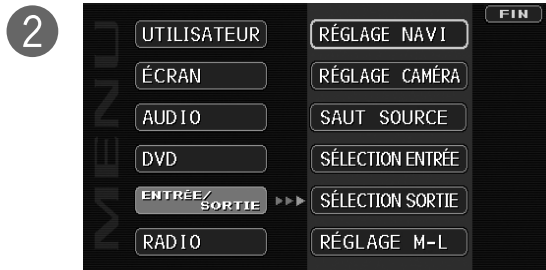 2
FIN
MENU
UTILISATEUR
RÉGLAGE NAVI
ÉCRAN
RÉGLAGE CAMÉRA
AUDIO
SAUT SOURCE
DVD
SÉLECTION ENTRÉE
ENTRÉE/
SORTIE
SÉLECTION SORTIE
RADIO
RÉGLAGE M-L